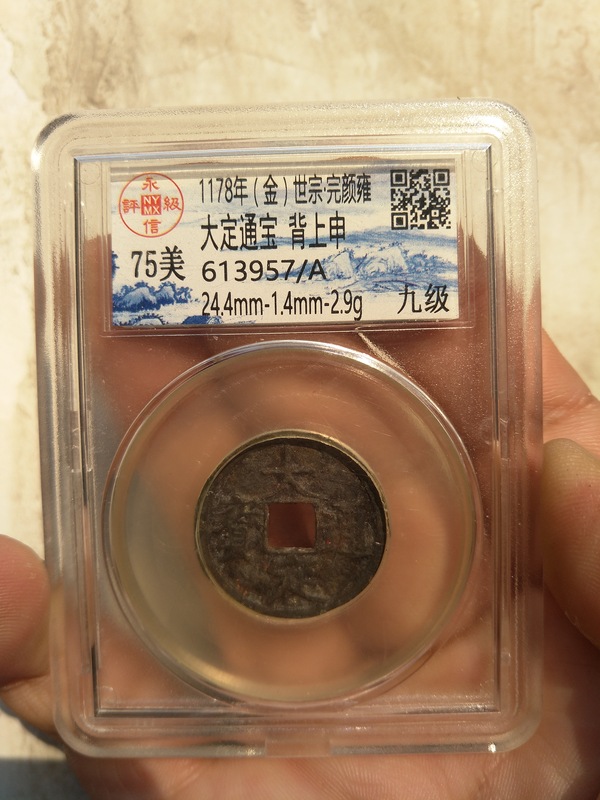 永
評 NY 級
MX
信
1178年(金)世宗·完颜雍
大定通宝 背上申
75美 613957/A
24.4mm-1.4mm-2.9g 九级
大